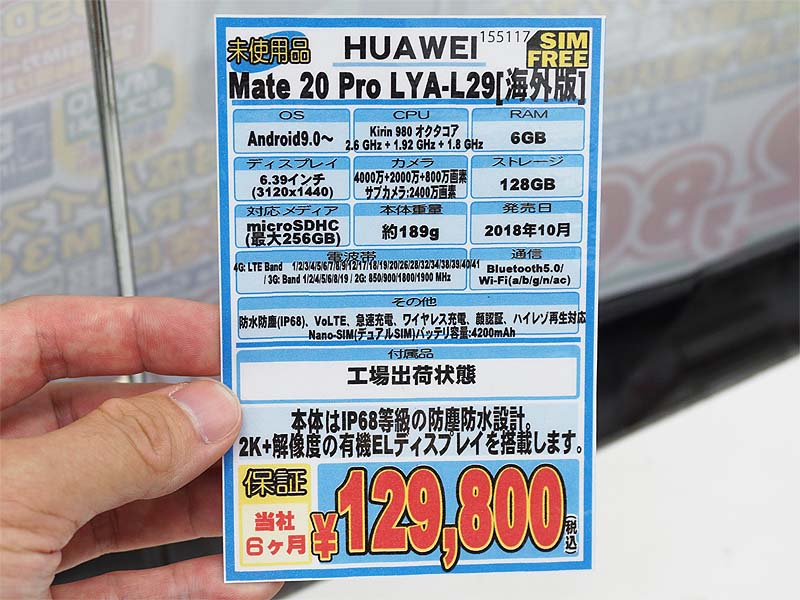 未使用品
HUAWEI
155117
SIM
FREE
Mate 20 Pro LYA-L29[海外版]
OS
CPU
RAM
Android9.0～
Kirin 980 オクタコア
2.6 GHz + 1.92 GHz + 1.8 GHz
6GB
ディスプレイ
カメラ
ストレージ
6.39インチ
(3120x1440)
4000万+2000万+800万画素
サブカメラ:2400万画素
128GB
対応メディア
本体重量
発売日
microSDHC
(最大256GB)
約189g
2018年10月
電波帯
通信
4G: LTE Band 1/2/3/4/5/6/7/8/9/12/17/18/19/20/26/28/32/34/38/39/40/41
/ 3G: Band 1/2/4/5/6/8/19 / 2G: 850/900/1800/1900 MHz
Bluetooth5.0/
Wi-Fi(a/b/g/n/ac)
その他
防水防塵(IP68)、VoLTE、急速充電、ワイヤレス充電、顔認証、ハイレゾ再生対応
Nano-SIM(デュアルSIM)バッテリ容量:4200mAh
付属品
工場出荷状態
本体はIP68等級の防塵防水設計。
2K+解像度の有機ELディスプレイを搭載します。
保証
当社
6ヶ月
¥129,800
(税込)